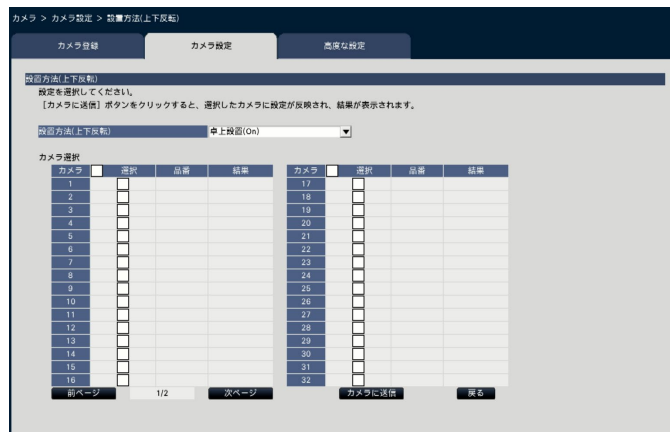 カメラ > カメラ設定 > 設置方法(上下反転)
カメラ登録 カメラ設定 高度な設定
設置方法(上下反転)
設定を選択してください。
[カメラに送信] ボタンをクリックすると、選択したカメラに設定が反映され、結果が表示されます。
設置方法(上下反転) 卓上設置(On)
カメラ選択
カメラ 選択 品番 結果 カメラ 選択 品番 結果
1 17
2 18
3 19
4 20
5 21
6 22
7 23
8 24
9 25
10 26
11 27
12 28
13 29
14 30
15 31
16 32
前ページ 1/2 次ページ カメラに送信 戻る